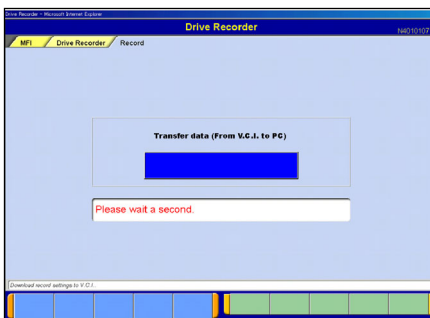 Drive Recorder - Microsoft Internet Explorer
Drive Recorder
N4010107
MFI Drive Recorder Record
Transfer data (From V.C.I. to PC)
Please wait a second.
Download record settings to V.C.I.